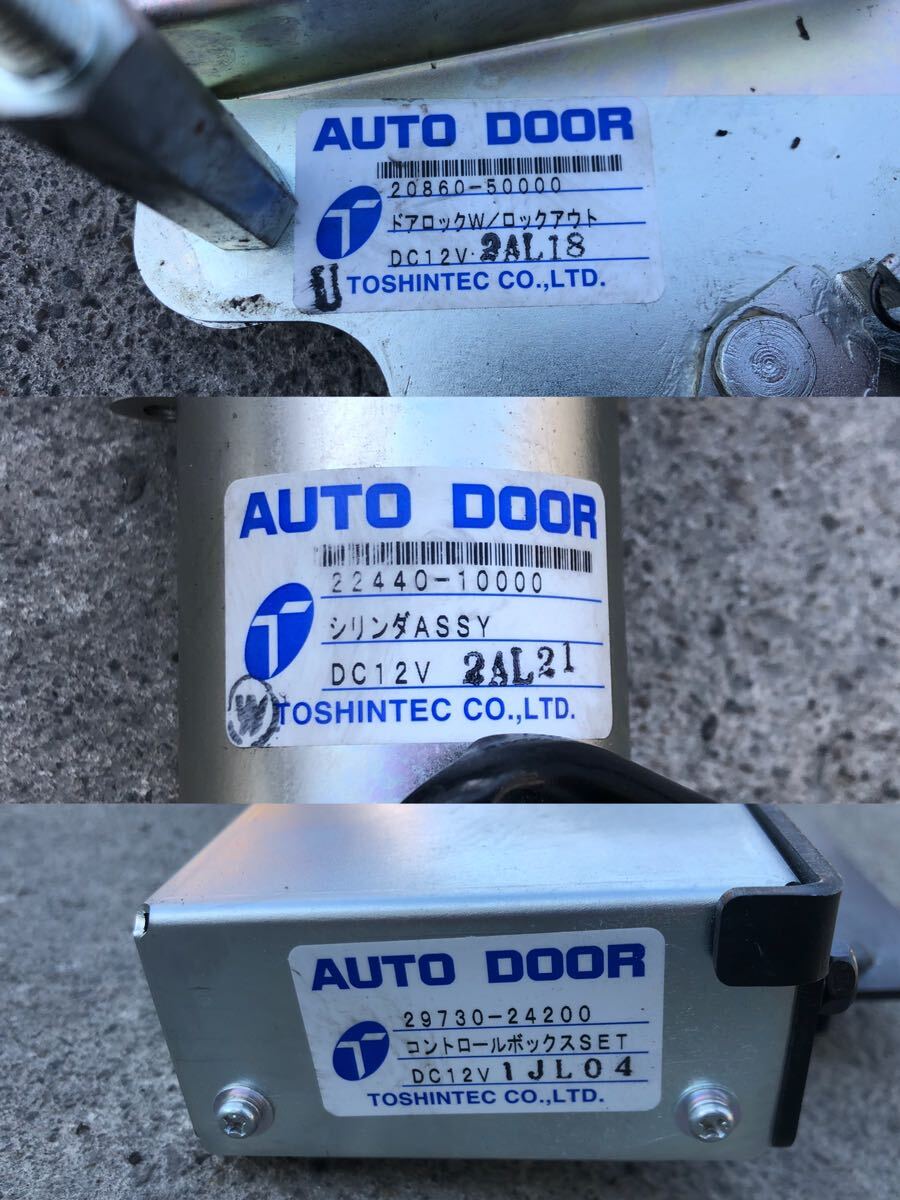 AUTO DOOR
20860-50000
ドアロックW/ロックアウト
DC12V 2AL18
U TOSHINTEC CO.,LTD.
AUTO DOOR
22440-10000
シリンダASSY
DC12V 2AL21
W TOSHINTEC CO.,LTD.
AUTO DOOR
29730-24200
コントロールボックスSET
DC12V 1JL04
TOSHINTEC CO.,LTD.